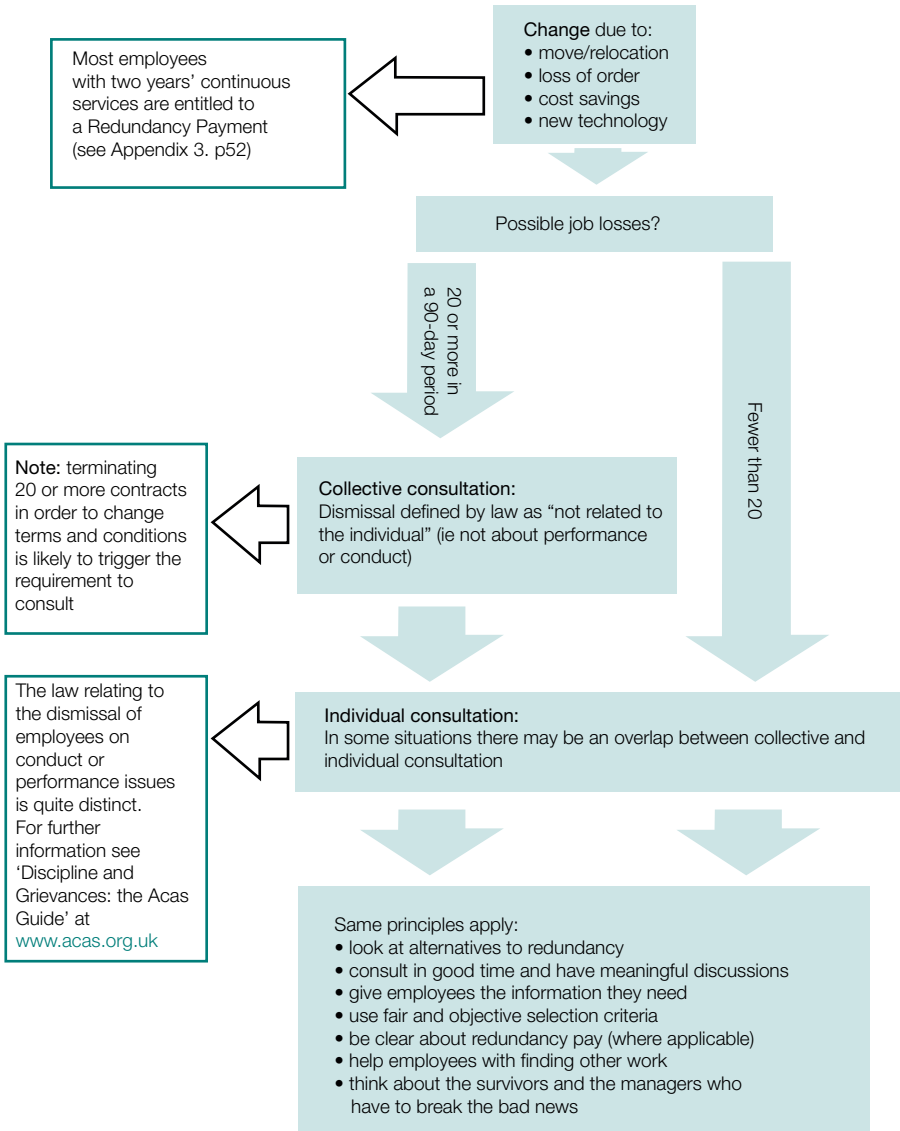 Change due to:
• move/relocation
• loss of order
• cost savings
• new technology
Most employees
with two years’ continuous
services are entitled to
a Redundancy Payment
(see Appendix 3. p52)
Possible job losses?
20 or more in
a 90-day period
Fewer than 20
Note: terminating
20 or more contracts
in order to change
terms and conditions
is likely to trigger the
requirement to
consult
Collective consultation:
Dismissal defined by law as “not related to
the individual” (ie not about performance
or conduct)
The law relating to
the dismissal of
employees on
conduct or
performance issues
is quite distinct.
For further
information see
‘Discipline and
Grievances: the Acas
Guide’ at
www.acas.org.uk
Individual consultation:
In some situations there may be an overlap between collective and
individual consultation
Same principles apply:
• look at alternatives to redundancy
• consult in good time and have meaningful discussions
• give employees the information they need
• use fair and objective selection criteria
• be clear about redundancy pay (where applicable)
• help employees with finding other work
• think about the survivors and the managers who
have to break the bad news